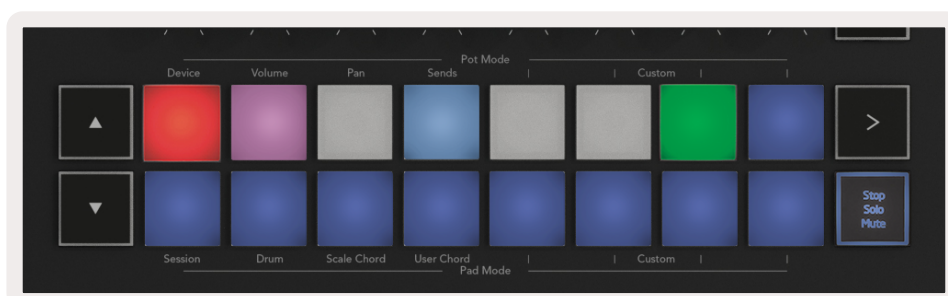 Pot Mode
Device Volume Pan Sends Custom
>
Stop
Solo
Mute
Session Drum Scale Chord User Chord Custom
Pad Mode